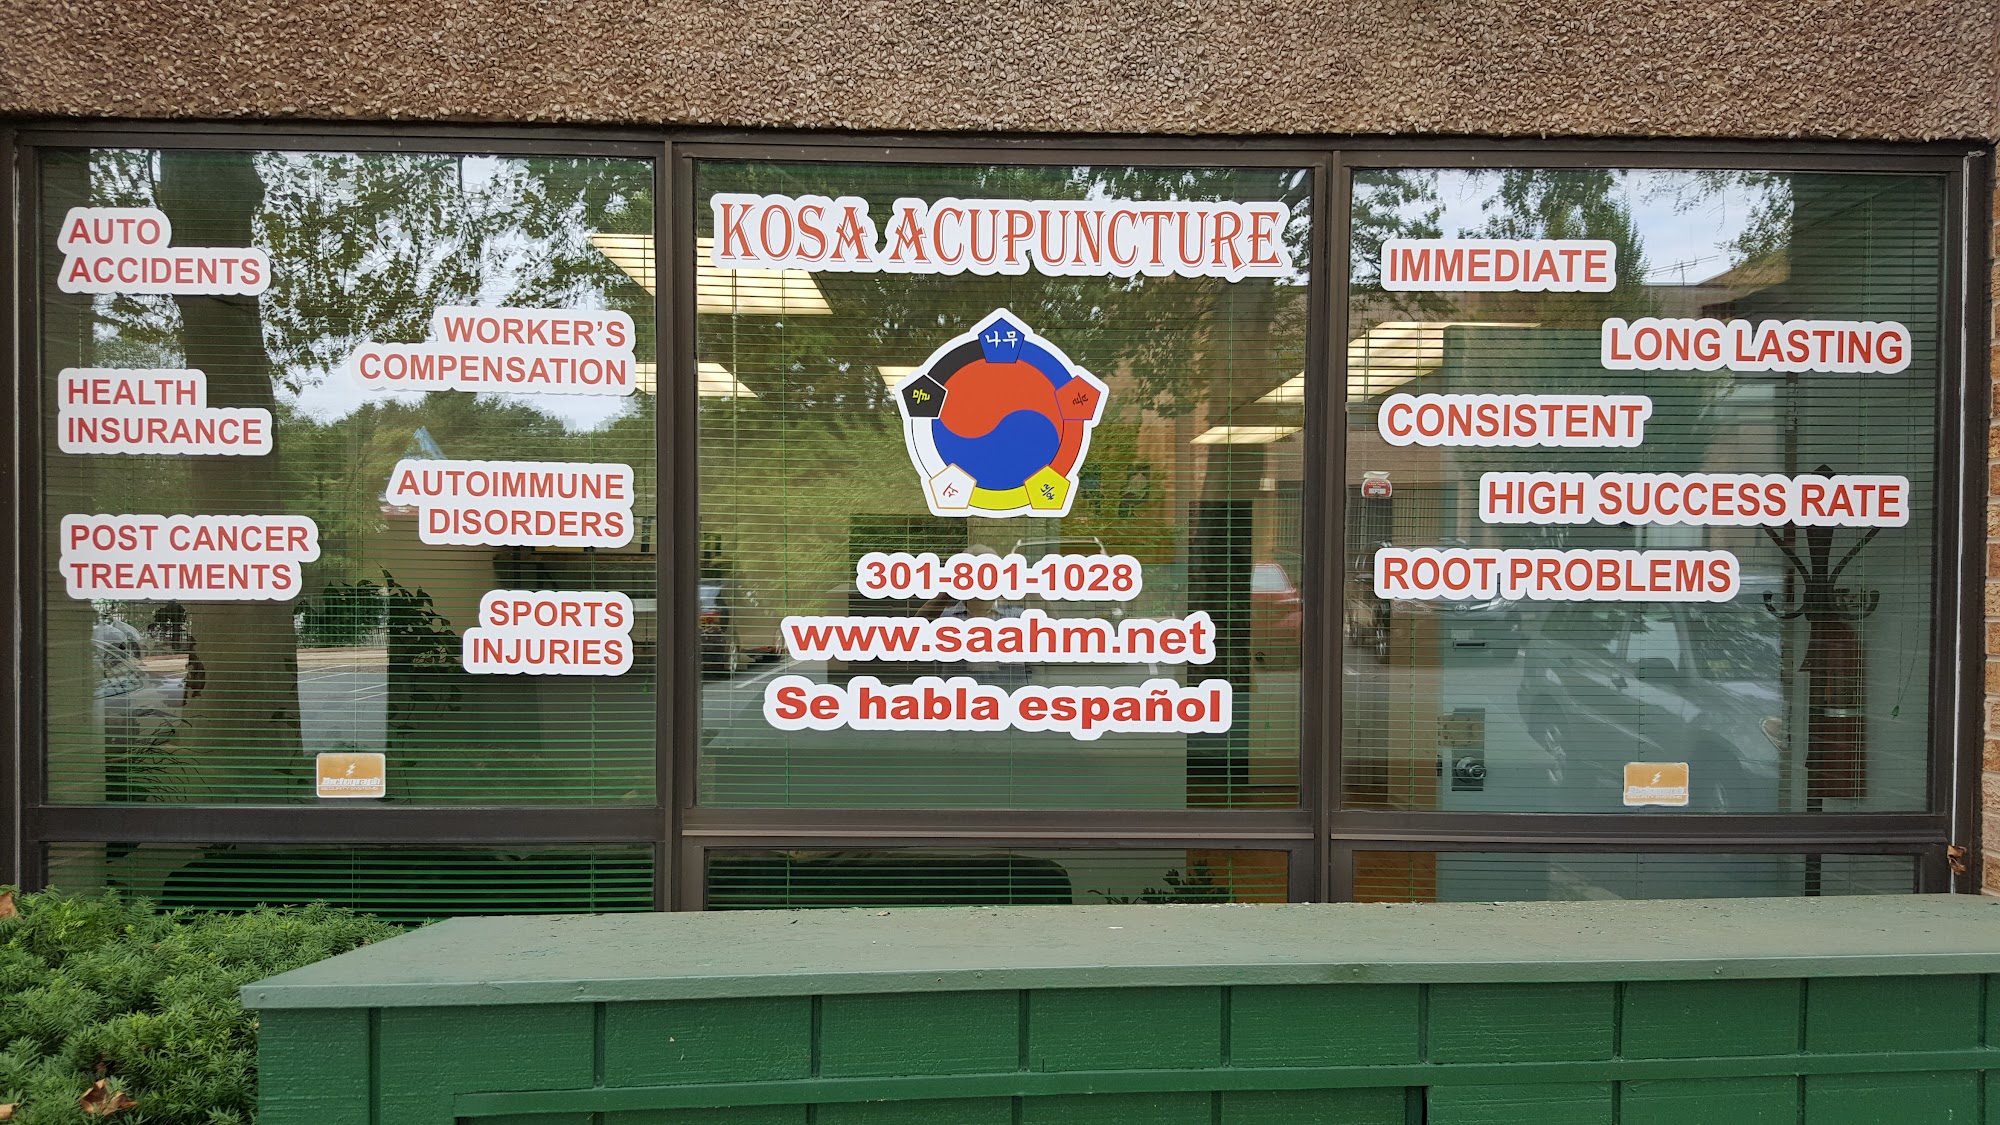 AUTO
ACCIDENTS
WORKER'S
COMPENSATION
HEALTH
INSURANCE
AUTOIMMUNE
DISORDERS
POST CANCER
TREATMENTS
SPORTS
INJURIES
KOSA ACUPUNCTURE
나무
301-801-1028
www.saahm.net
Se habla español
IMMEDIATE
LONG LASTING
CONSISTENT
HIGH SUCCESS RATE
ROOT PROBLEMS